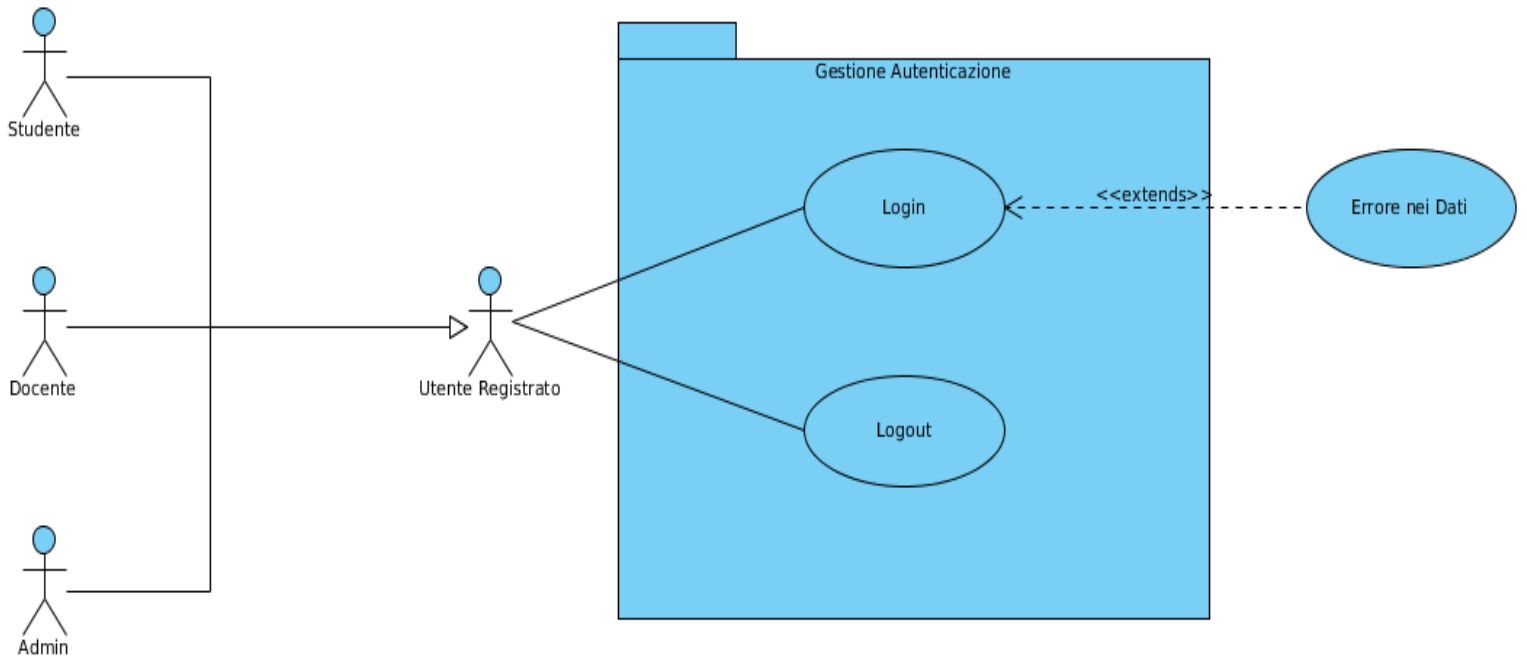 Studente
Gestione Autenticazione
Login
<<extends>>
Errore nei Dati
Docente
Utente Registrato
Logout
Admin